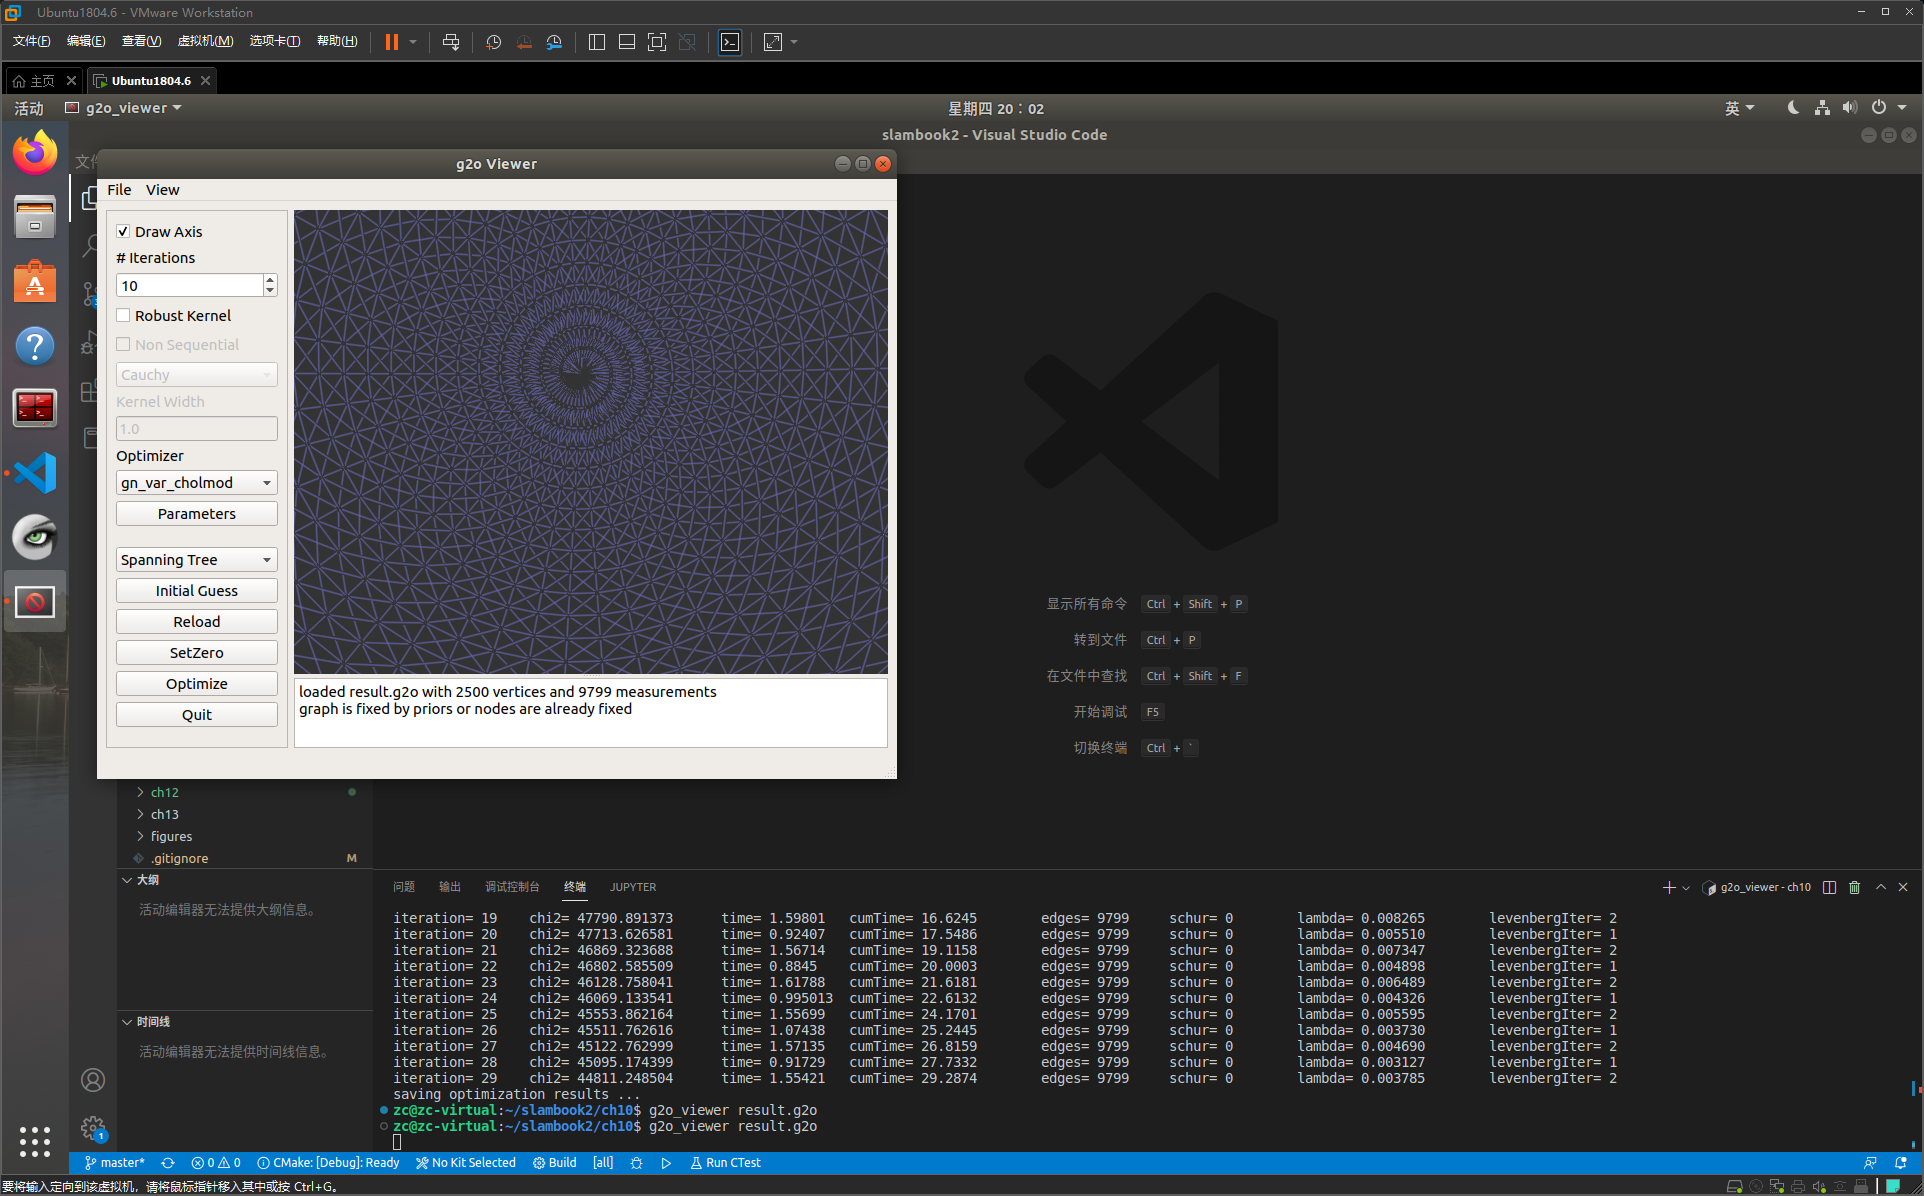 Ubuntu1804.6 - VMware Workstation
文件(F) 编辑(E) 查看(V) 虚拟机(M) 选项卡(T) 帮助(H)
主页 Ubuntu1804.6
活动 g2o_viewer 星期四 20：02 英
slambook2 - Visual Studio Code
g2o Viewer
File View
Draw Axis
# Iterations
10
Robust Kernel
Non Sequential
Cauchy
Kernel Width
1.0
Optimizer
gn_var_cholmod
Parameters
Spanning Tree
Initial Guess
Reload
SetZero
Optimize
Quit
loaded result.g2o with 2500 vertices and 9799 measurements
graph is fixed by priors or nodes are already fixed
显示所有命令 Ctrl + Shift + P
转到文件 Ctrl + P
在文件中查找 Ctrl + Shift + F
开始调试 F5
切换终端 Ctrl + `
ch12
ch13
figures
.gitignore M
大纲
活动编辑器无法提供大纲信息。
时间线
活动编辑器无法提供时间线信息。
问题 输出 调试控制台 终端 JUPYTER g2o_viewer - ch10
iteration= 19 chi2= 47790.891373 time= 1.59801 cumTime= 16.6245 edges= 9799 schur= 0 lambda= 0.008265 levenbergIter= 2
iteration= 20 chi2= 47713.626581 time= 0.92407 cumTime= 17.5486 edges= 9799 schur= 0 lambda= 0.005510 levenbergIter= 1
iteration= 21 chi2= 46869.323688 time= 1.56714 cumTime= 19.1158 edges= 9799 schur= 0 lambda= 0.007347 levenbergIter= 2
iteration= 22 chi2= 46802.585509 time= 0.8845 cumTime= 20.0003 edges= 9799 schur= 0 lambda= 0.004898 levenbergIter= 1
iteration= 23 chi2= 46128.758041 time= 1.61788 cumTime= 21.6181 edges= 9799 schur= 0 lambda= 0.006489 levenbergIter= 2
iteration= 24 chi2= 46069.133541 time= 0.995013 cumTime= 22.6132 edges= 9799 schur= 0 lambda= 0.004326 levenbergIter= 1
iteration= 25 chi2= 45553.862164 time= 1.55699 cumTime= 24.1701 edges= 9799 schur= 0 lambda= 0.005595 levenbergIter= 2
iteration= 26 chi2= 45511.762616 time= 1.07438 cumTime= 25.2445 edges= 9799 schur= 0 lambda= 0.003730 levenbergIter= 1
iteration= 27 chi2= 45122.762999 time= 1.57135 cumTime= 26.8159 edges= 9799 schur= 0 lambda= 0.004690 levenbergIter= 2
iteration= 28 chi2= 45095.174399 time= 0.91729 cumTime= 27.7332 edges= 9799 schur= 0 lambda= 0.003127 levenbergIter= 1
iteration= 29 chi2= 44811.248504 time= 1.55421 cumTime= 29.2874 edges= 9799 schur= 0 lambda= 0.003785 levenbergIter= 2
saving optimization results ...
zc@zc-virtual:~/slambook2/ch10$ g2o_viewer result.g2o
zc@zc-virtual:~/slambook2/ch10$ g2o_viewer result.g2o
1
master* 0 0 CMake: [Debug]: Ready No Kit Selected Build [all] Run CTest
要将输入定向到该虚拟机，请将鼠标指针移入其中或按 Ctrl+G。